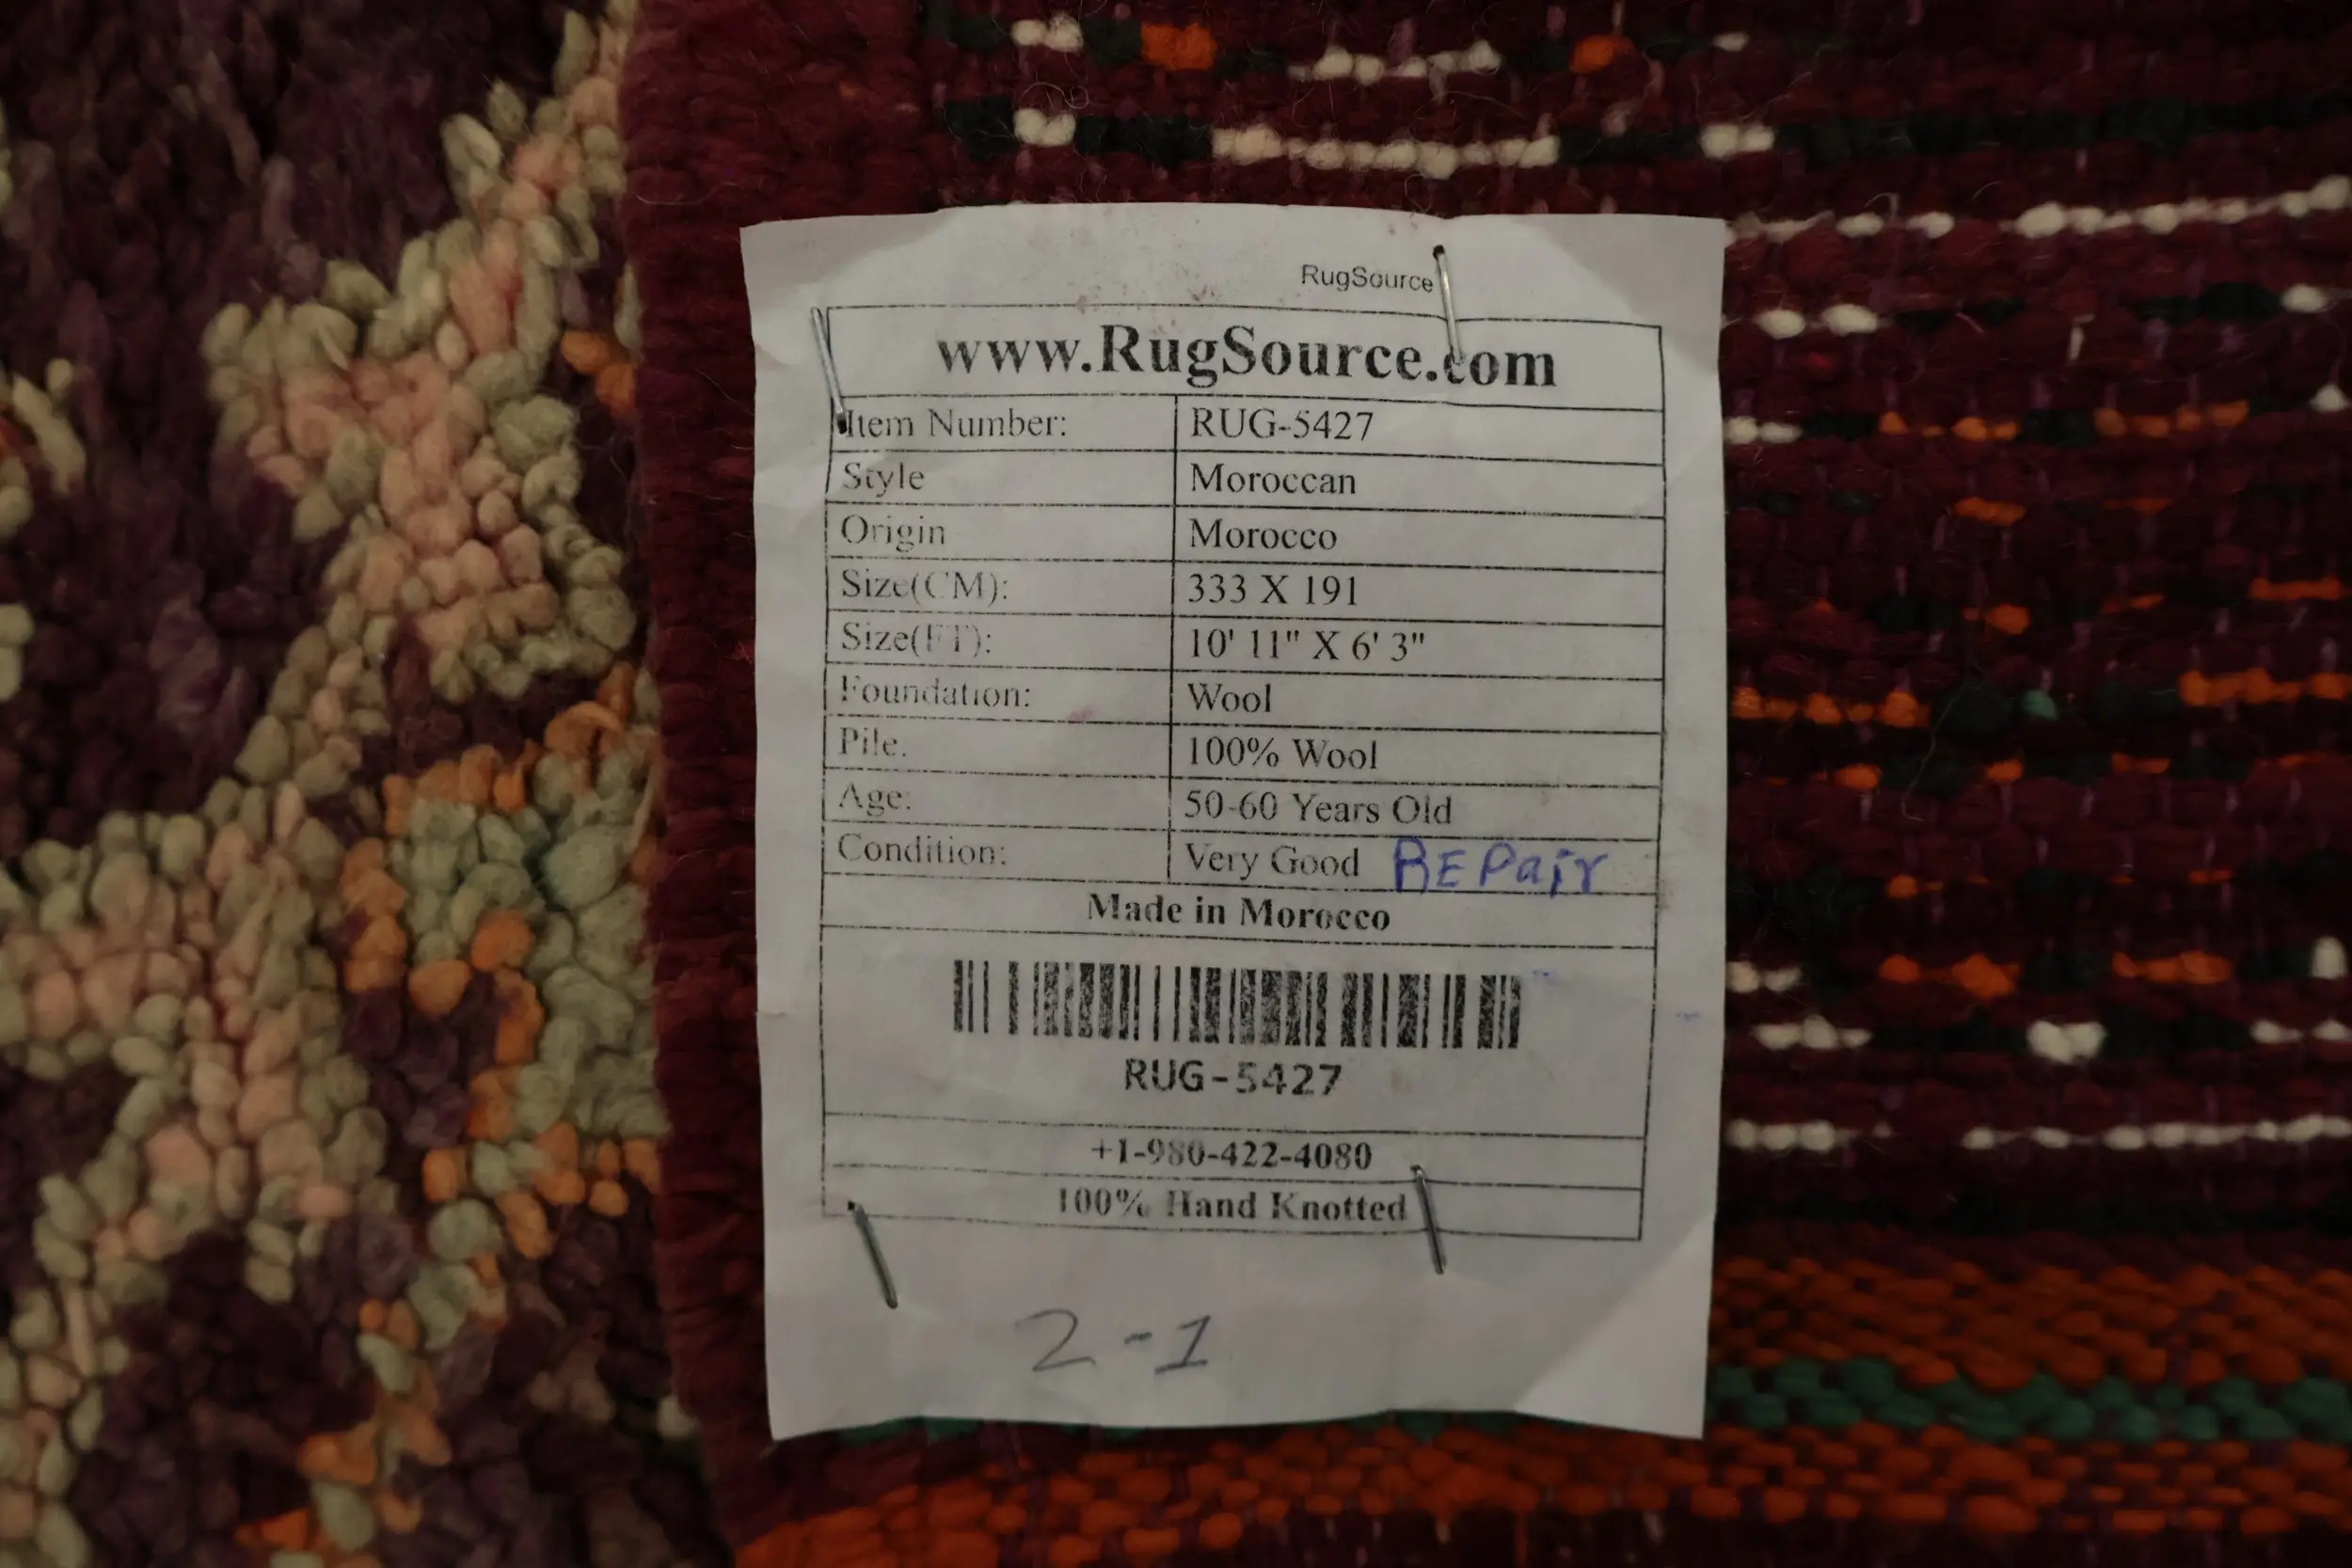 RugSource
www.RugSource.com
Item Number: RUG-5427
Style Moroccan
Origin Morocco
Size(CM): 333 X 191
Size(FT): 10' 11" X 6' 3"
Foundation: Wool
Pile: 100% Wool
Age: 50-60 Years Old
Condition: Very Good REPair
Made in Morocco
RUG-5427
+1-980-422-4080
100% Hand Knotted
2-1